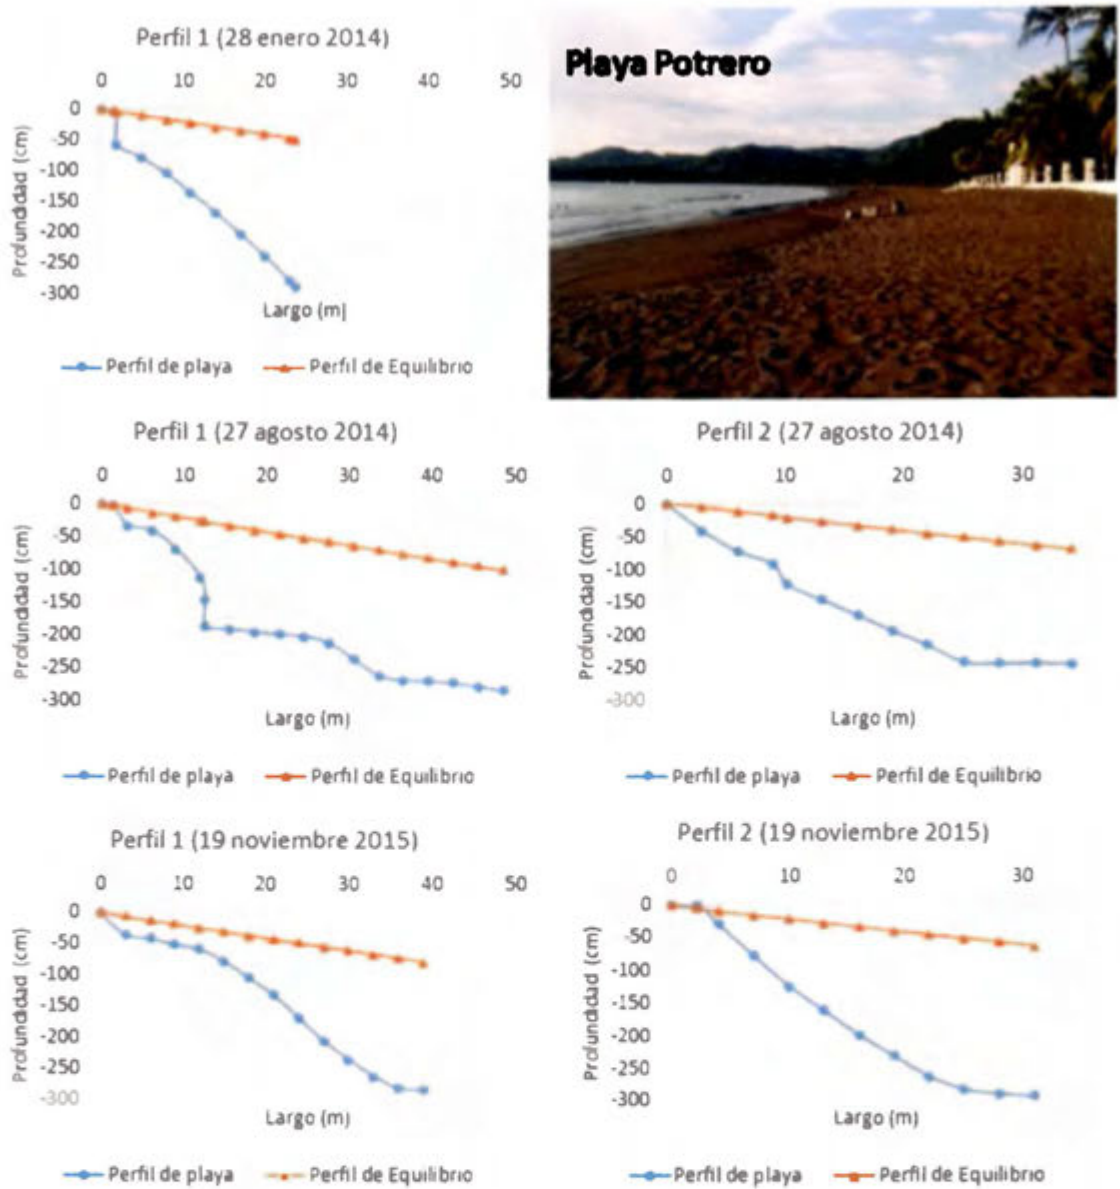 Perfil 1 (28 enero 2014)
0 10 20 30 40 50
0
-50
-100
-150
-200
-250
-300
Profundidad (cm)
Largo (m)
Perfil de playa Perfil de Equilibrio
Playa Potrero
Perfil 1 (27 agosto 2014)
0 10 20 30 40 50
0
-50
-100
-150
-200
-250
-300
Profundidad (cm)
Largo (m)
Perfil de playa Perfil de Equilibrio
Perfil 2 (27 agosto 2014)
0 10 20 30
0
-50
-100
-150
-200
-250
-300
Profundidad (cm)
Largo (m)
Perfil de playa Perfil de Equilibrio
Perfil 1 (19 noviembre 2015)
0 10 20 30 40 50
0
-50
-100
-150
-200
-250
-300
Profundidad (cm)
Largo (m)
Perfil de playa Perfil de Equilibrio
Perfil 2 (19 noviembre 2015)
0 10 20 30
0
-50
-100
-150
-200
-250
-300
Profundidad (cm)
Largo (m)
Perfil de playa Perfil de Equilibrio